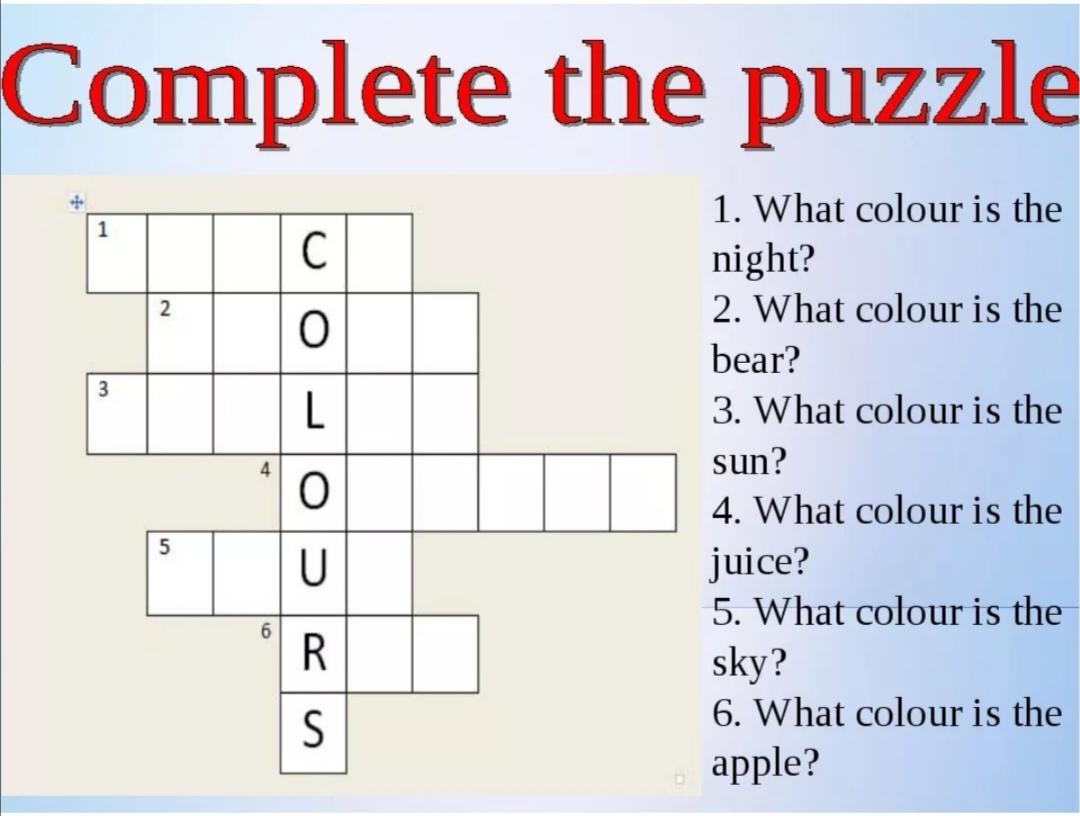 Complete the puzzle
1 C
2 O
3 L
4 O
5 U
6 R
S
1. What colour is the
night?
2. What colour is the
bear?
3. What colour is the
sun?
4. What colour is the
juice?
5. What colour is the
sky?
6. What colour is the
apple?